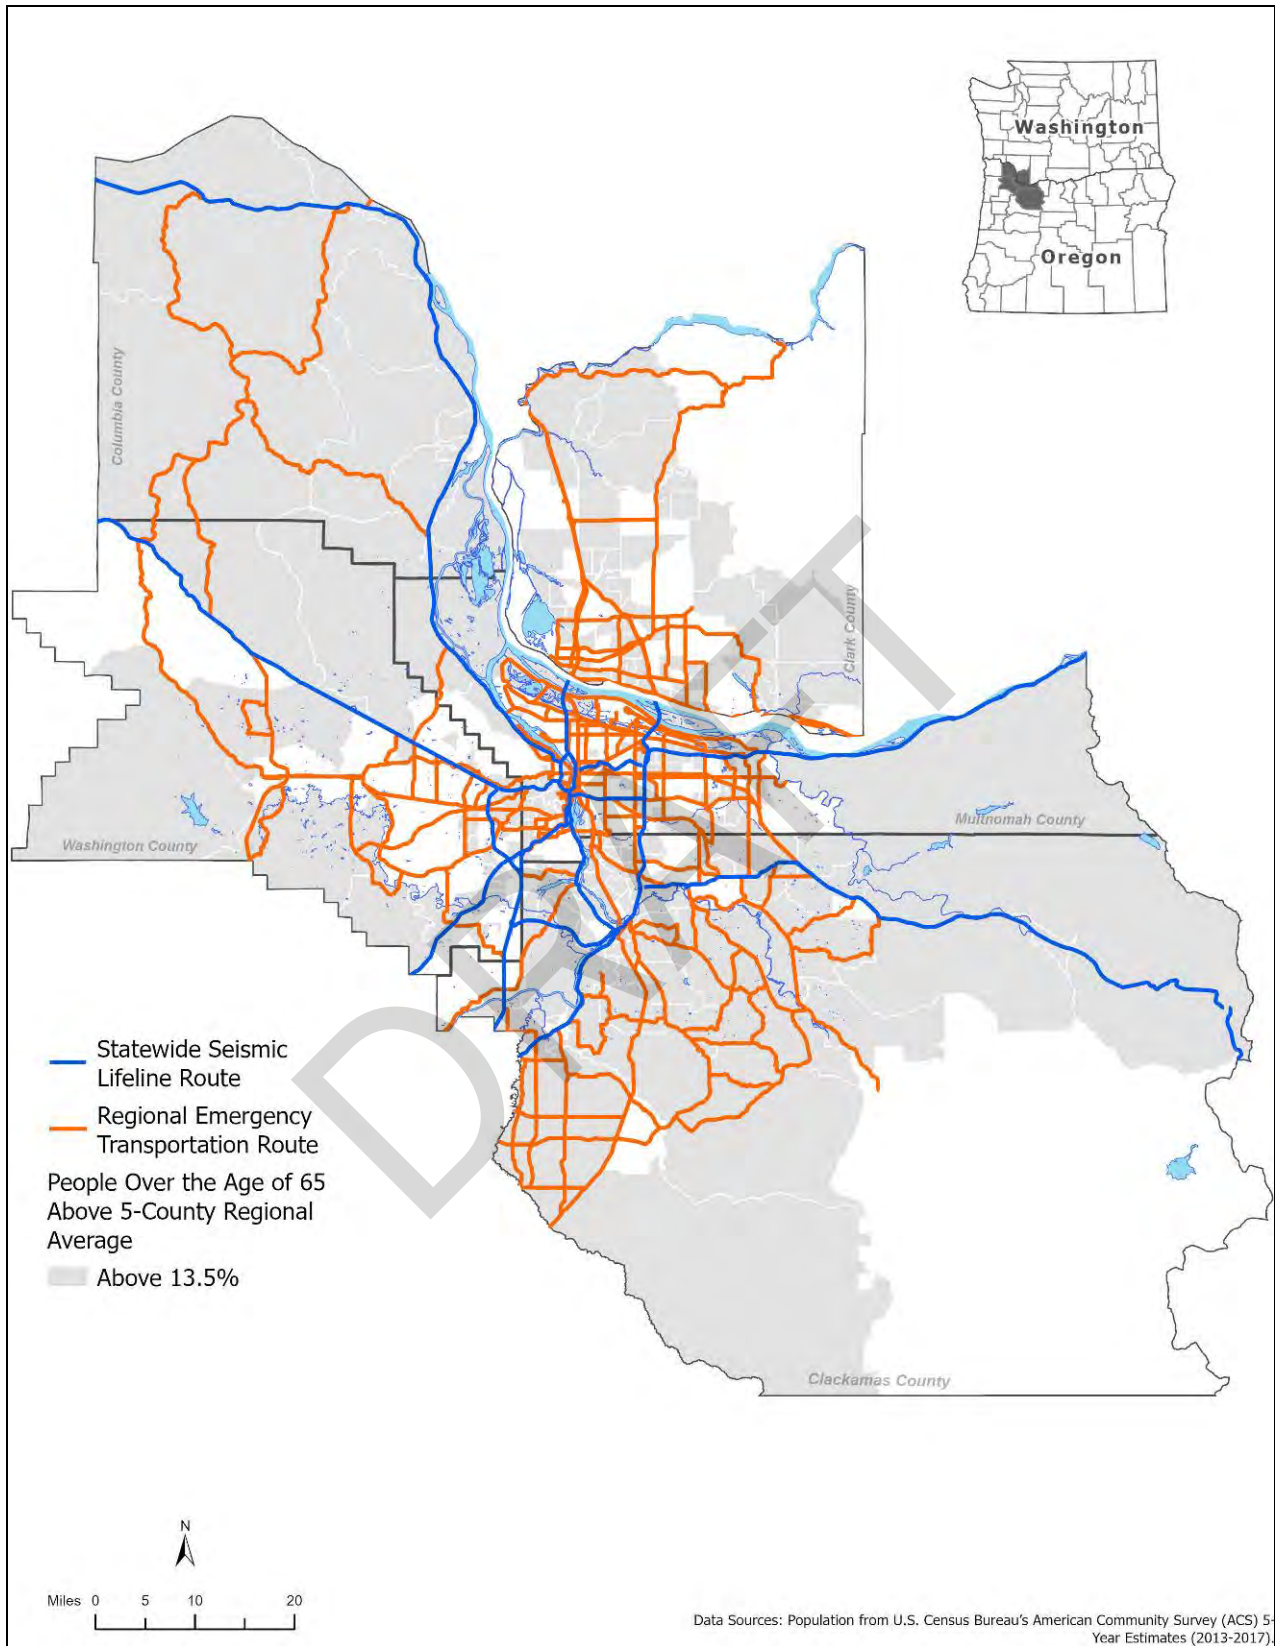 Washington
Oregon
Columbia County
Clark County
Multnomah County
Washington County
DRAFT
Statewide Seismic
Lifeline Route
Regional Emergency
Transportation Route
People Over the Age of 65
Above 5-County Regional
Average
Above 13.5%
Clackamas County
N
Miles 0 5 10 20
Data Sources: Population from U.S. Census Bureau's American Community Survey (ACS) 5-
Year Estimates (2013-2017).